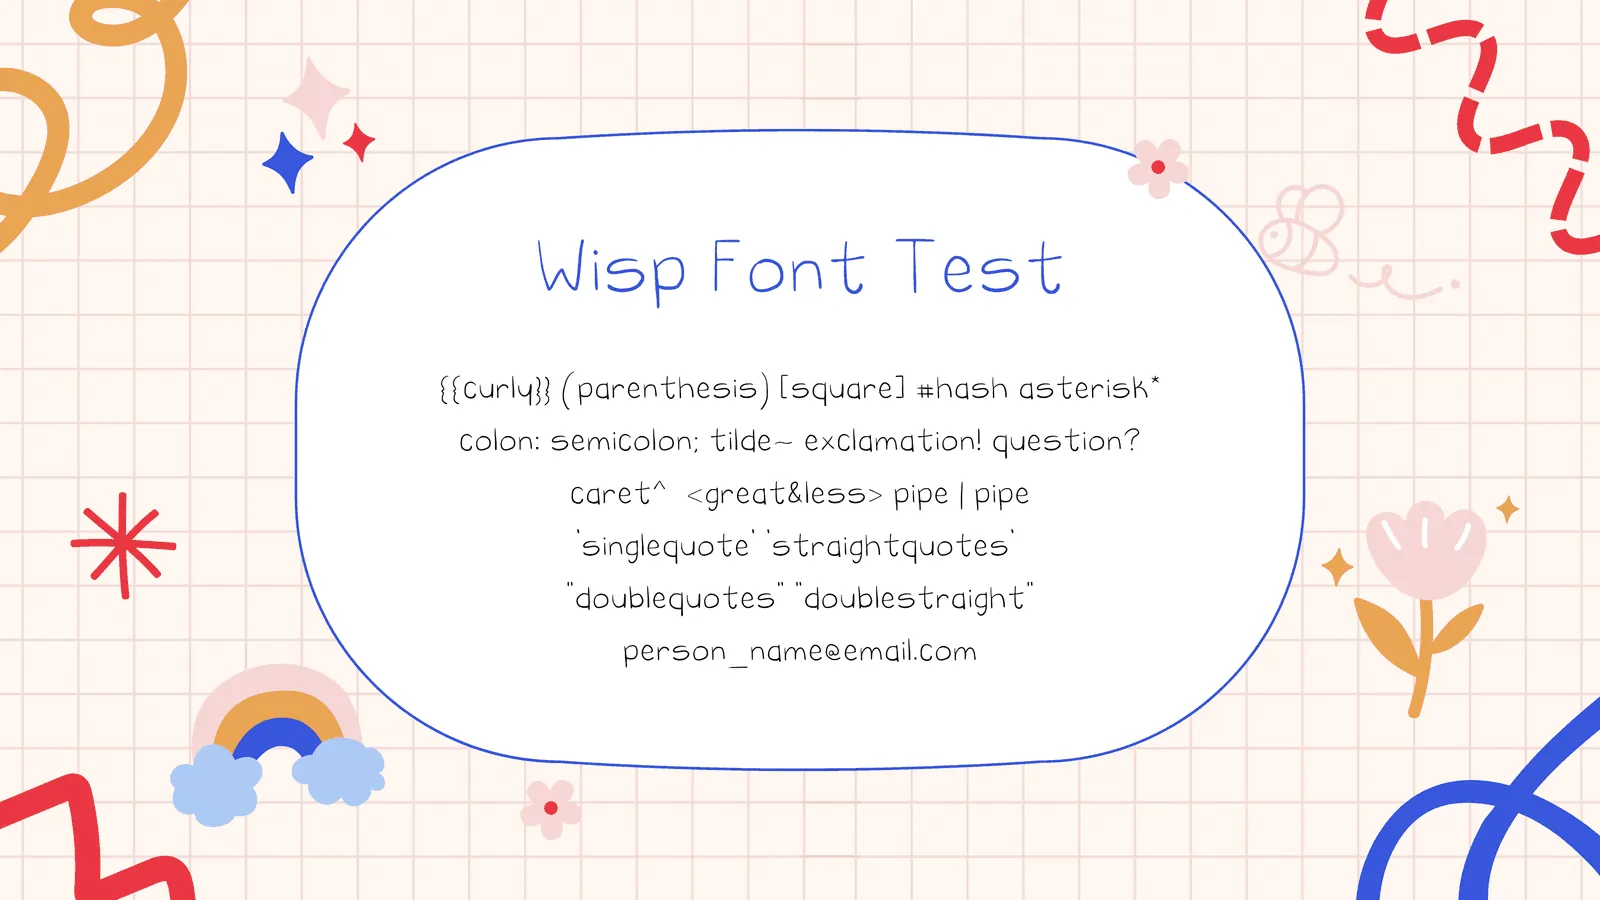 Wisp Font Test
{{curly}} (parenthesis) [square] #hash asterisk*
colon: semicolon; tilde~ exclamation! question?
caret^ <great&less> pipe | pipe
'singlequote' 'straightquotes'
"doublequotes" "doublestraight"
person_name@email.com